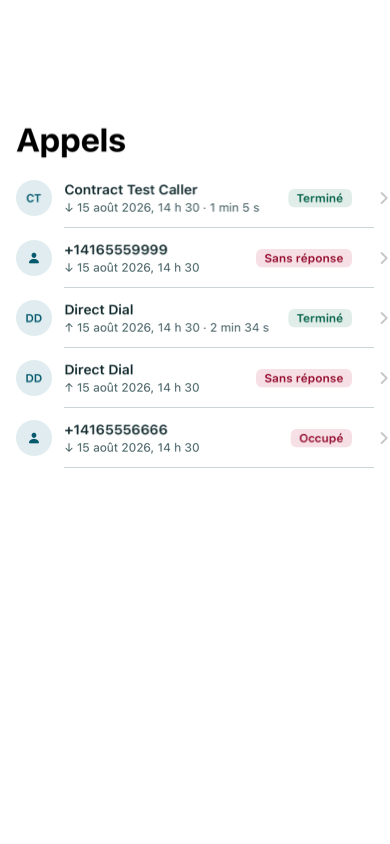 Appels
CT
Contract Test Caller
↓ 15 août 2026, 14 h 30 · 1 min 5 s
Terminé
+14165559999
↓ 15 août 2026, 14 h 30
Sans réponse
DD
Direct Dial
↑ 15 août 2026, 14 h 30 · 2 min 34 s
Terminé
DD
Direct Dial
↑ 15 août 2026, 14 h 30
Sans réponse
+14165556666
↓ 15 août 2026, 14 h 30
Occupé